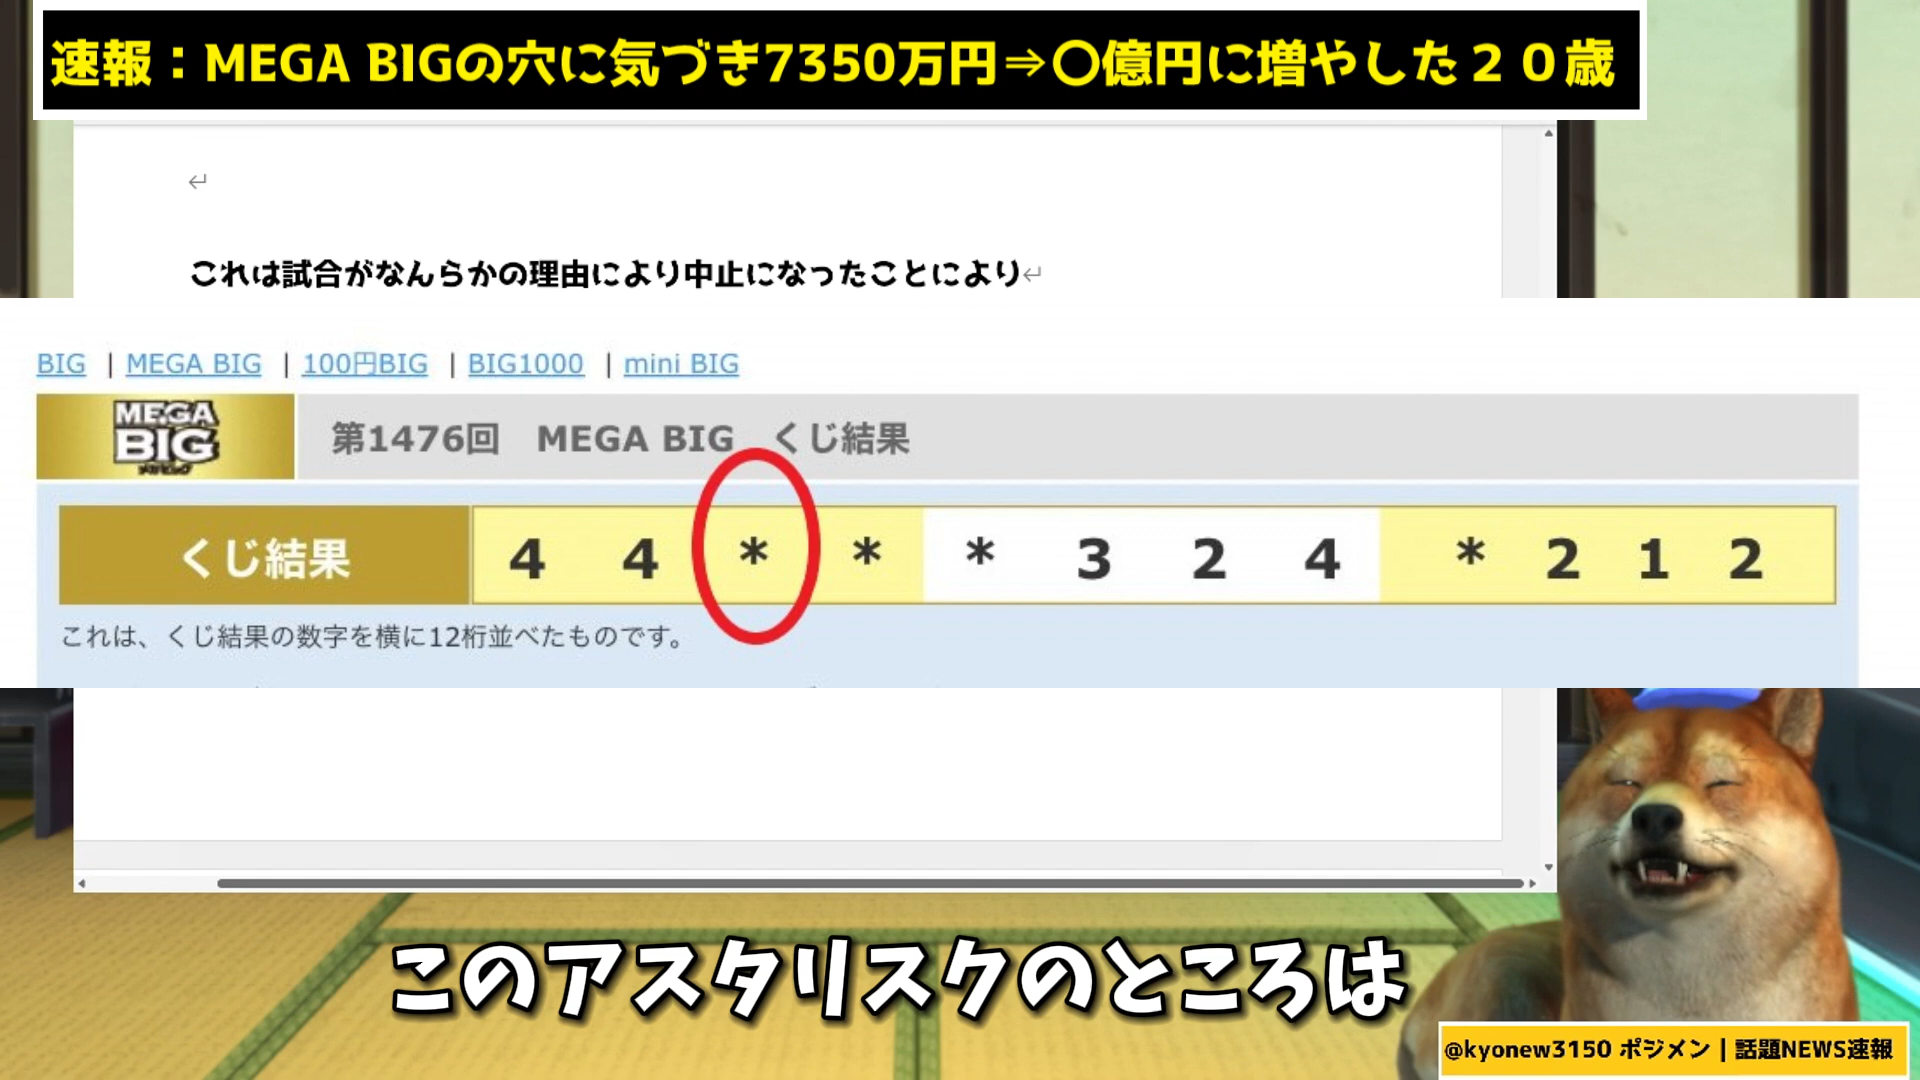 速報：MEGA BIGの穴に気づき7350万円⇒〇億円に増やした２０歳
これは試合がなんらかの理由により中止になったことにより↵
BIG | MEGA BIG | 100円BIG | BIG1000 | mini BIG
MEGA BIG
第1476回 MEGA BIG くじ結果
くじ結果 4 4 * * * 3 2 4 * 2 1 2
これは、くじ結果の数字を横に12桁並べたものです。
このアスタリスクのところは
@kyonew3150 ポジメン | 話題NEWS速報